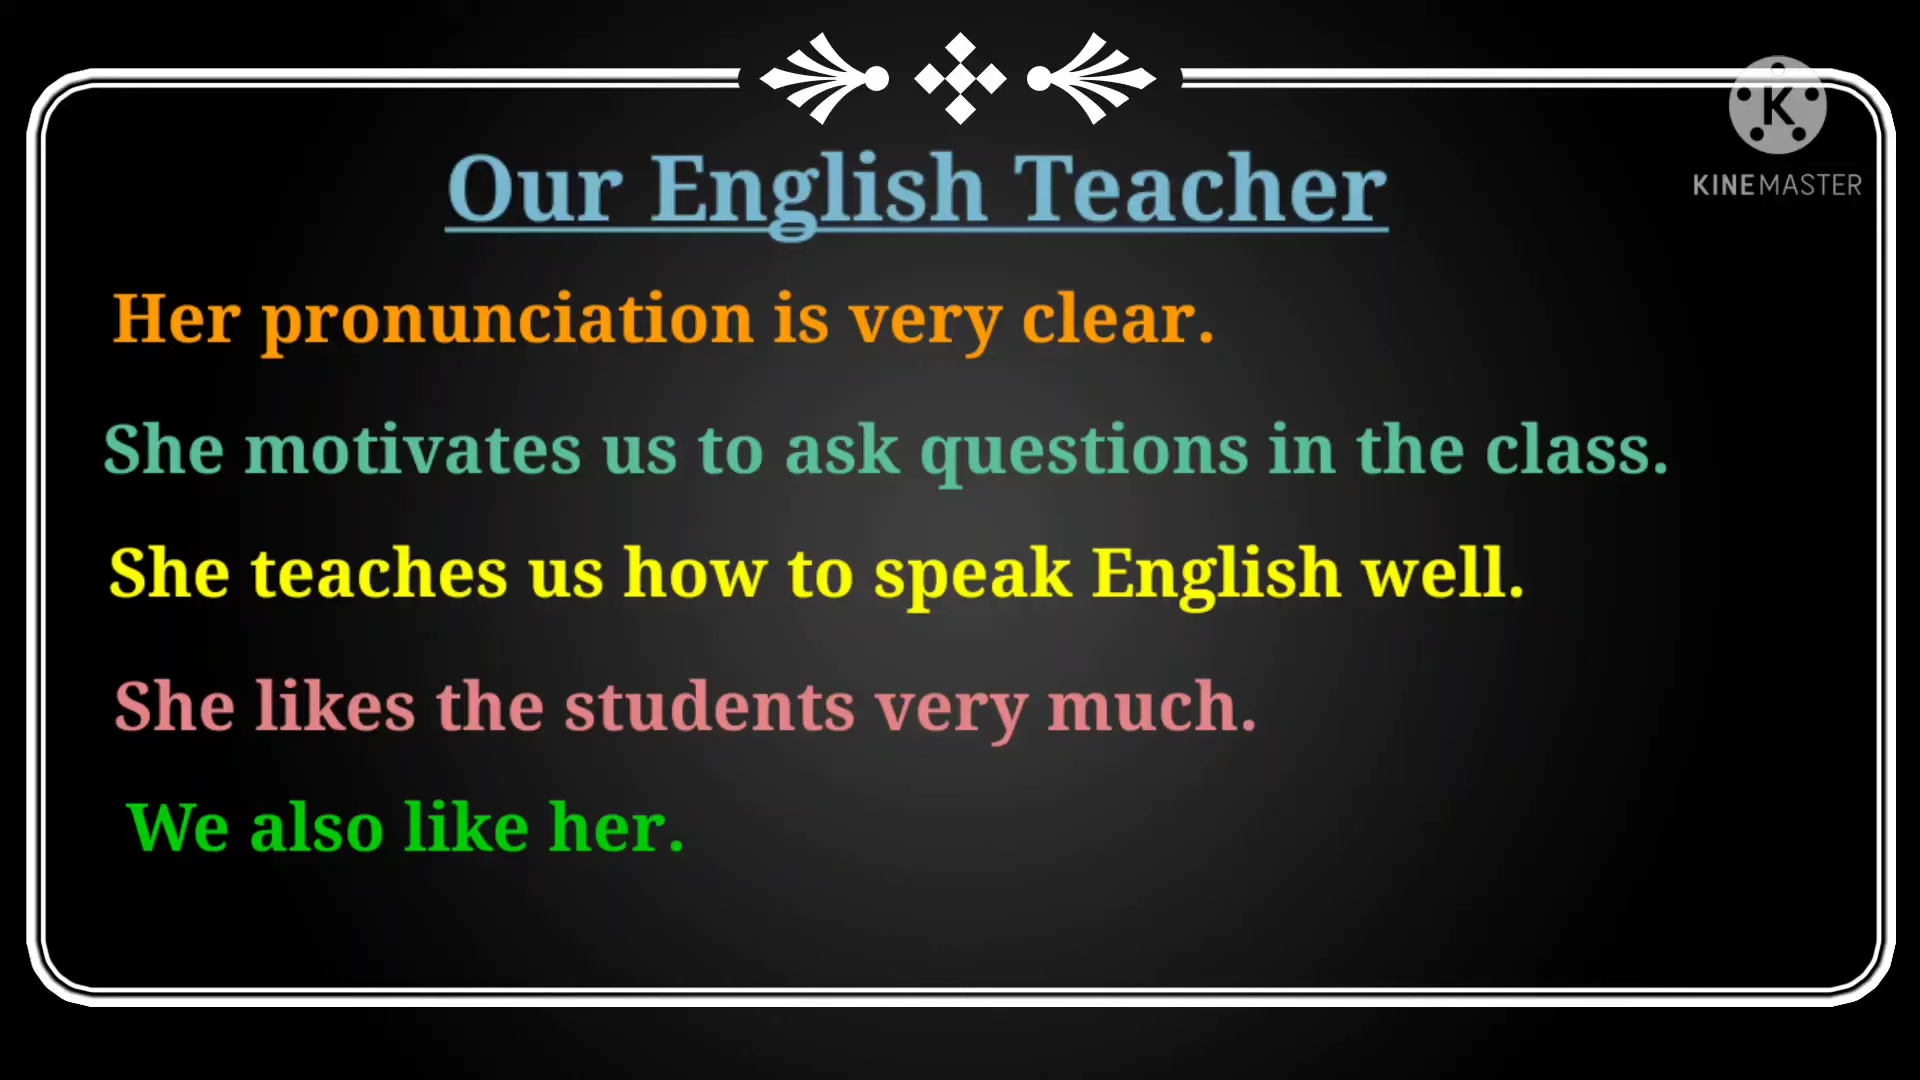 K
KINEMASTER
Our English Teacher
Her pronunciation is very clear.
She motivates us to ask questions in the class.
She teaches us how to speak English well.
She likes the students very much.
We also like her.